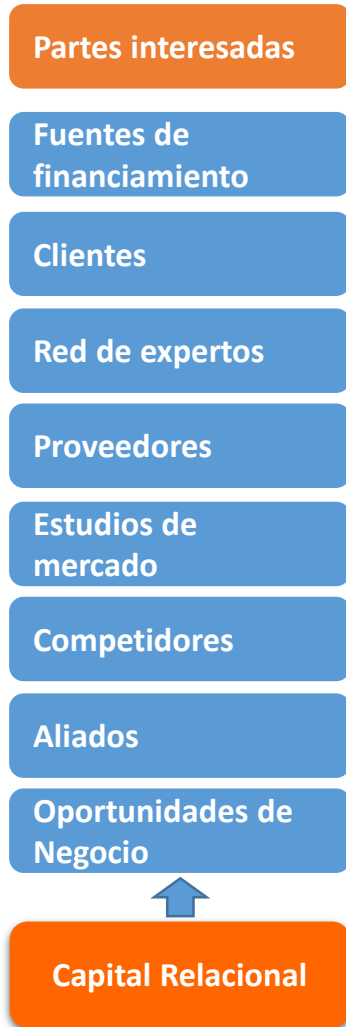 Partes interesadas
Fuentes de
financiamiento
Clientes
Red de expertos
Proveedores
Estudios de
mercado
Competidores
Aliados
Oportunidades de
Negocio
Capital Relacional